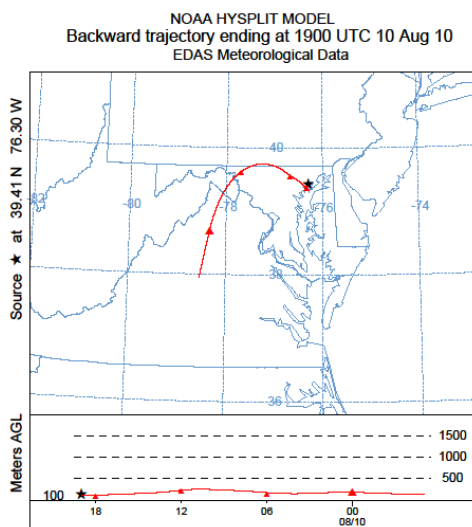 NOAA HYSPLIT MODEL
Backward trajectory ending at 1900 UTC 10 Aug 10
EDAS Meteorological Data
Source ★ at 39.41 N 76.30 W
40
-82
-80
-78
-76
-74
38
36
Meters AGL
1500
1000
500
100
18 12 06 00
08/10